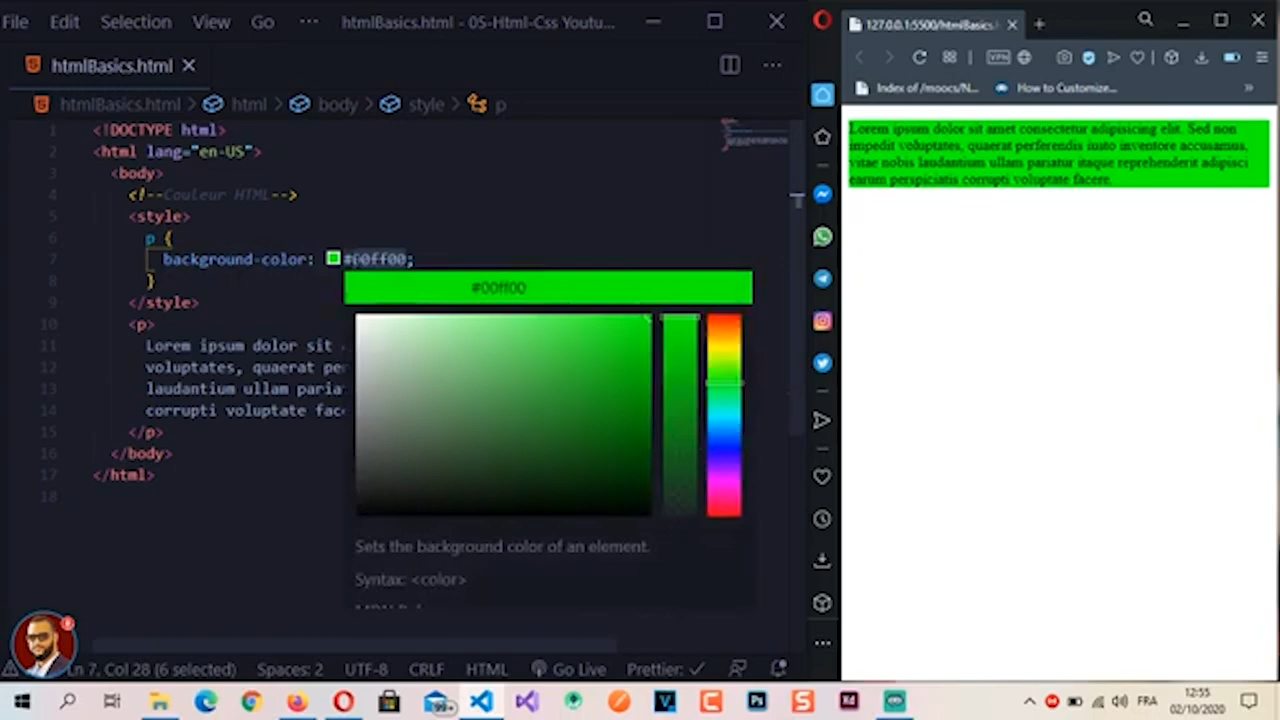 File Edit Selection View Go ··· htmlBasics.html - 05-Html-Css Youtu...
htmlBasics.html
htmlBasics.html > html > body > style > p
1 <!DOCTYPE html>
2 <html lang="en-US">
3 <body>
4 <!--Couleur HTML-->
5 <style>
6 p {
7 background-color: #00ff00;
8 }
9 </style>
10 <p>
11 Lorem ipsum dolor sit
12 voluptates, quaerat per
13 laudantium ullam paria
14 corrupti voluptate fac
15 </p>
16 </body>
17 </html>
18
#00ff00
Sets the background color of an element.
Syntax: <color>
Ln 7, Col 28 (6 selected) Spaces: 2 UTF-8 CRLF HTML Go Live Prettier: ✓
127.0.0.1:5500/htmlBasics.h
VPN
Index of /moocs/N... How to Customize... »
Lorem ipsum dolor sit amet consectetur adipisicing elit. Sed non
impedit voluptates, quaerat perferendis iusto inventore accusamus,
vitae nobis laudantium ullam pariatur itaque reprehenderit adipisci
earum perspiciatis corrupti voluptate facere.
99+ V Ps S Xd FRA 12:55
02/10/2020